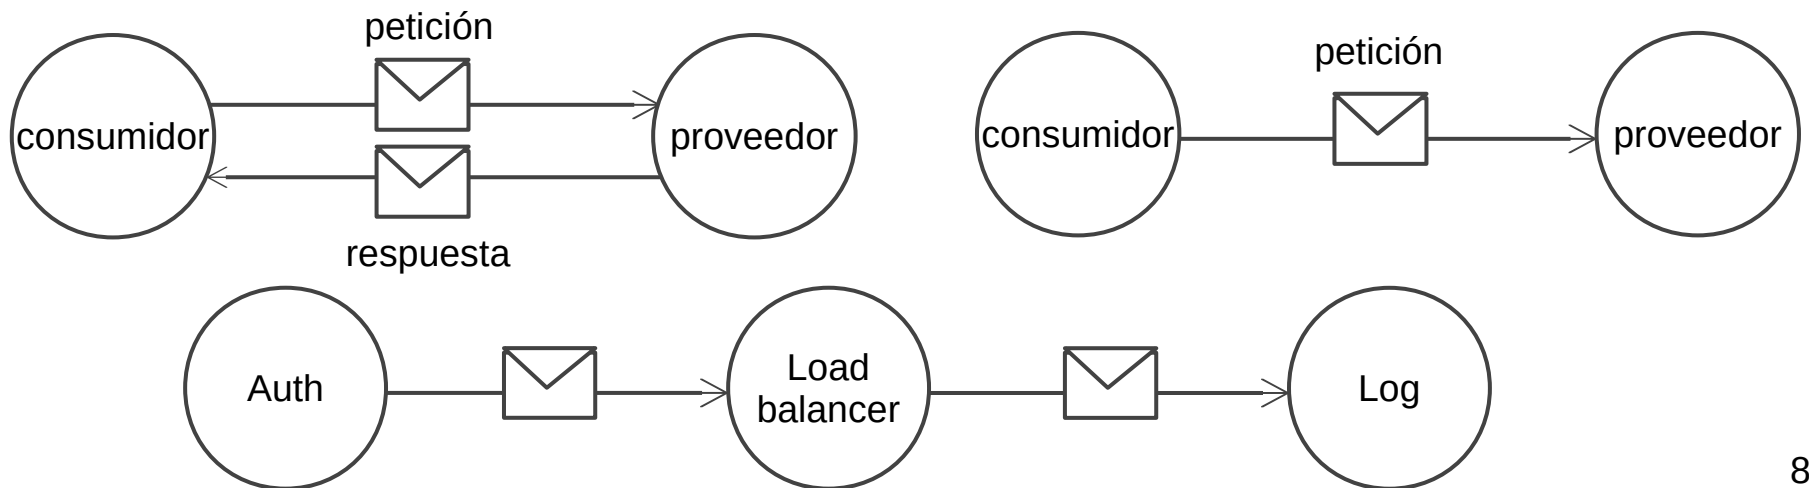 petición
consumidor
proveedor
respuesta
petición
consumidor
proveedor
Auth
Load
balancer
Log
8